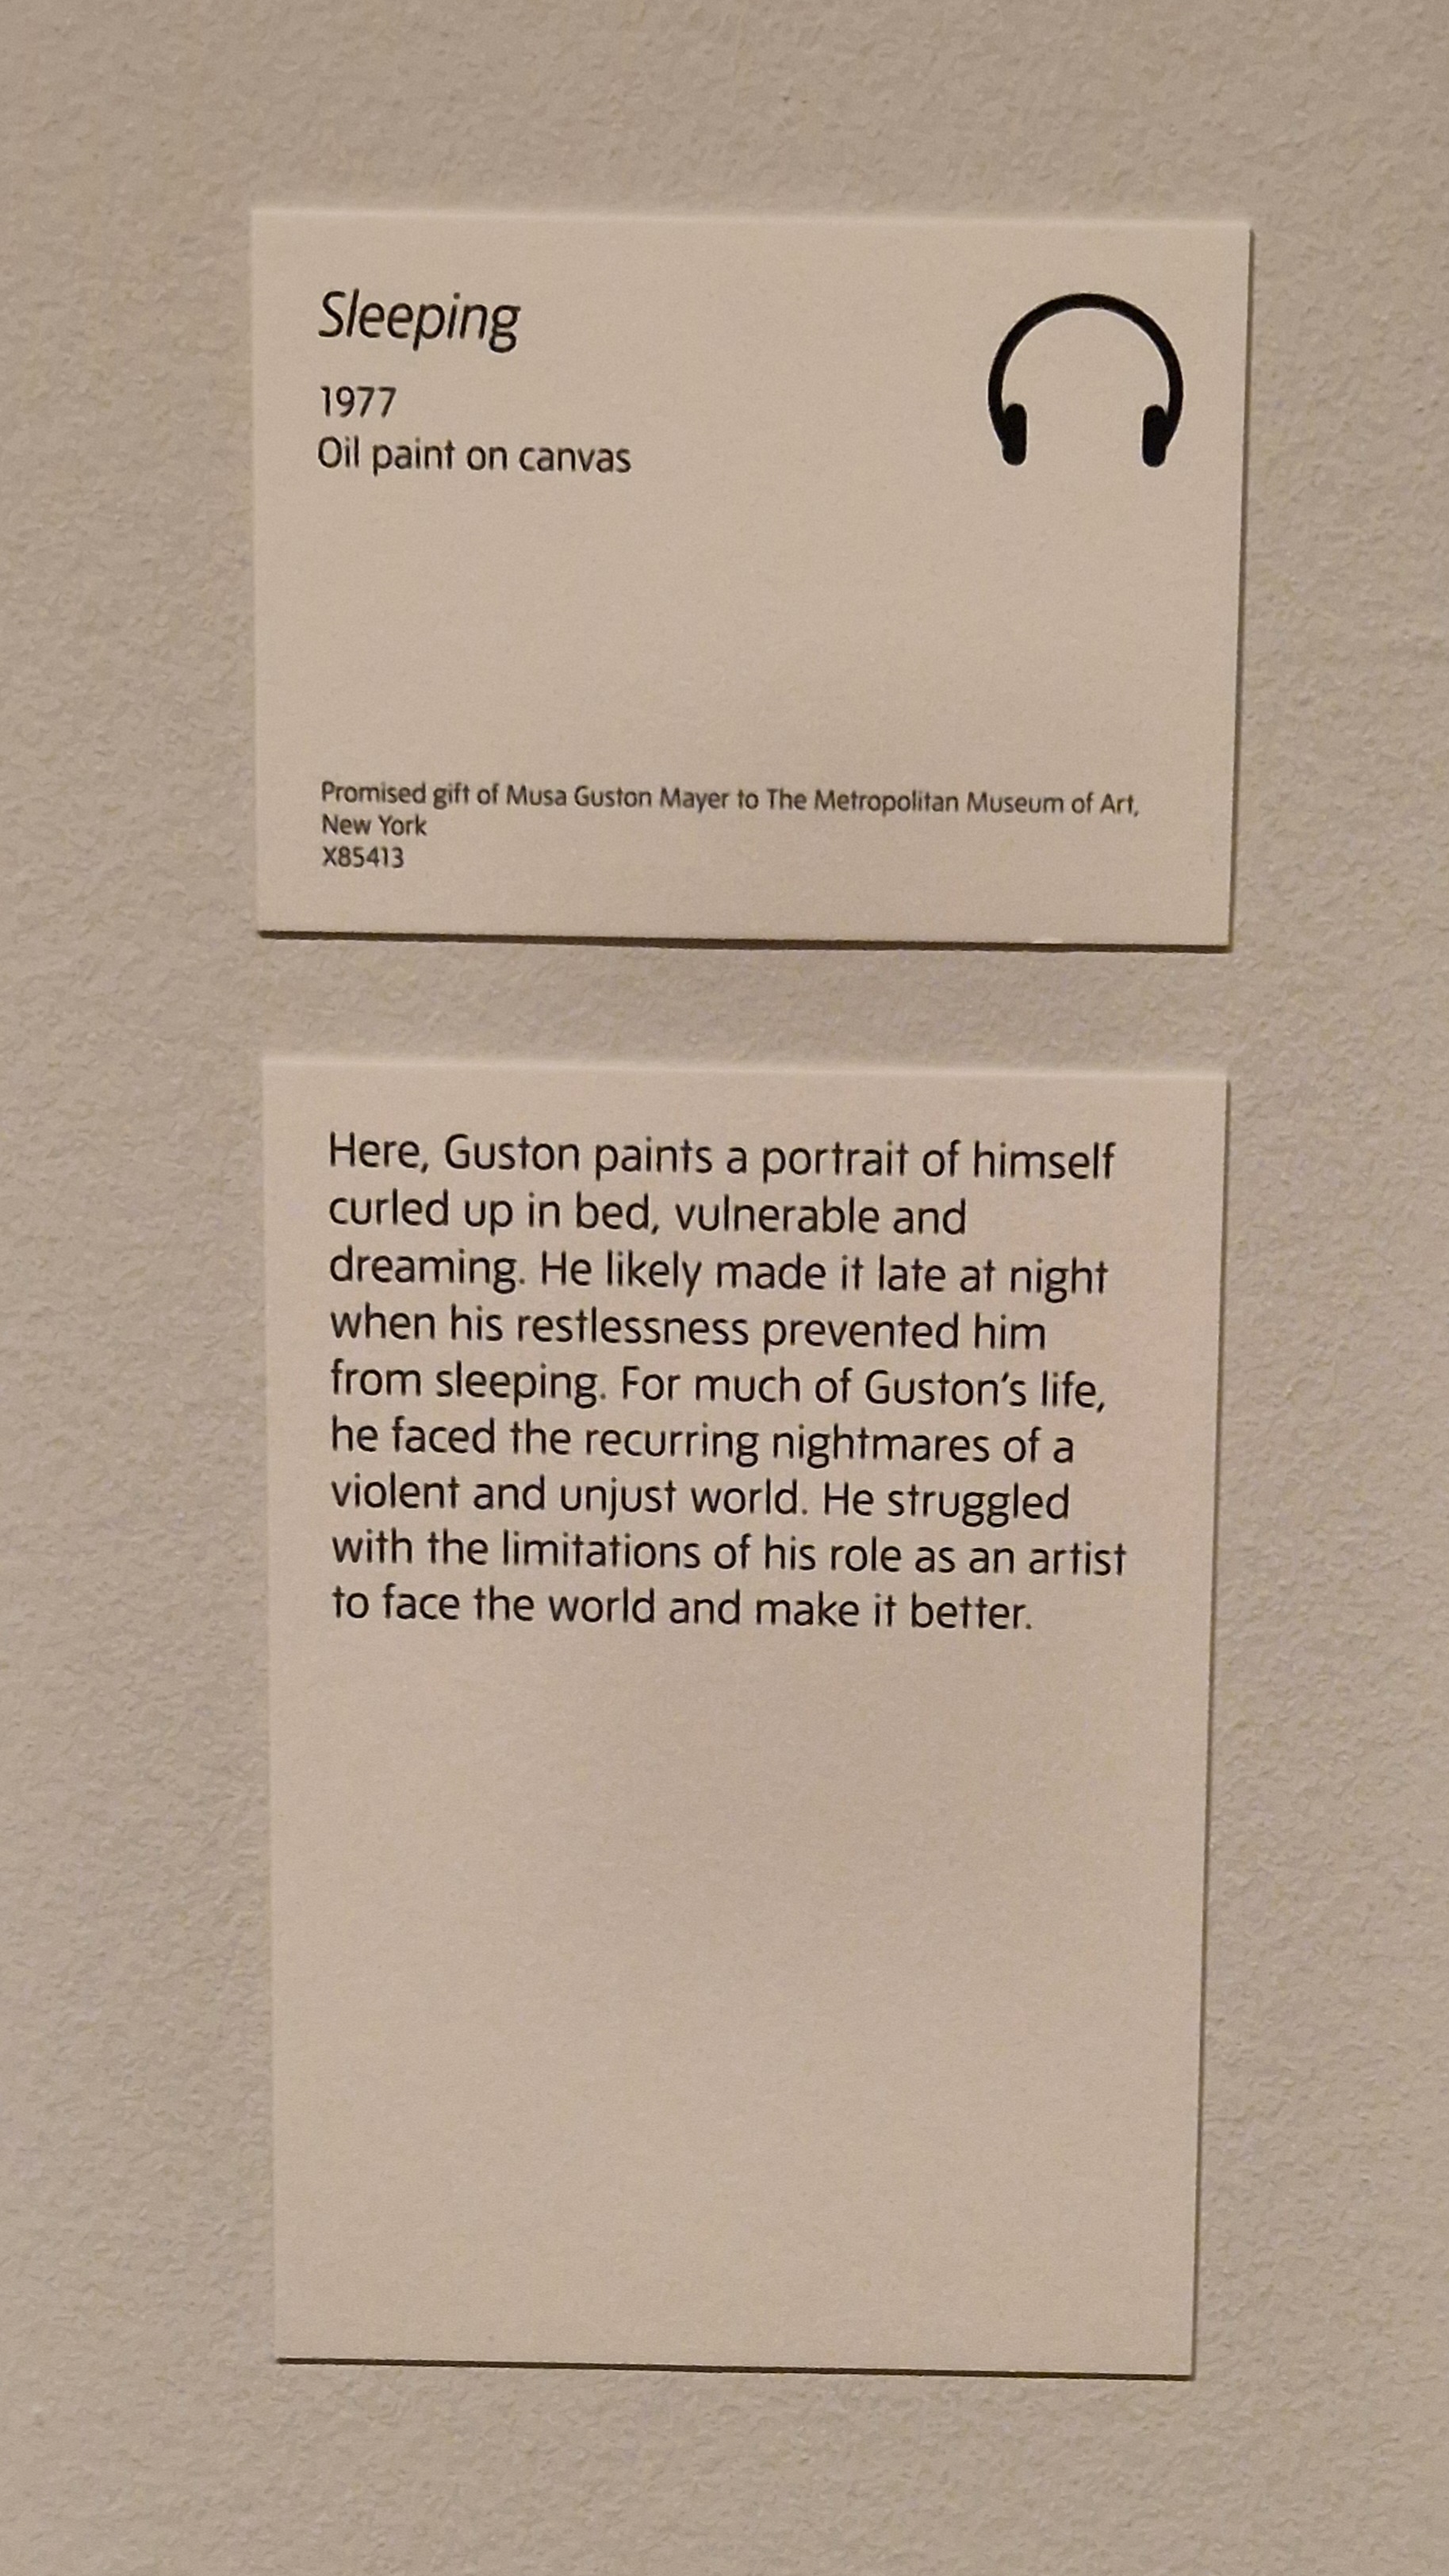 Sleeping
1977
Oil paint on canvas
Promised gift of Musa Guston Mayer to The Metropolitan Museum of Art,
New York
X85413
Here, Guston paints a portrait of himself
curled up in bed, vulnerable and
dreaming. He likely made it late at night
when his restlessness prevented him
from sleeping. For much of Guston’s life,
he faced the recurring nightmares of a
violent and unjust world. He struggled
with the limitations of his role as an artist
to face the world and make it better.